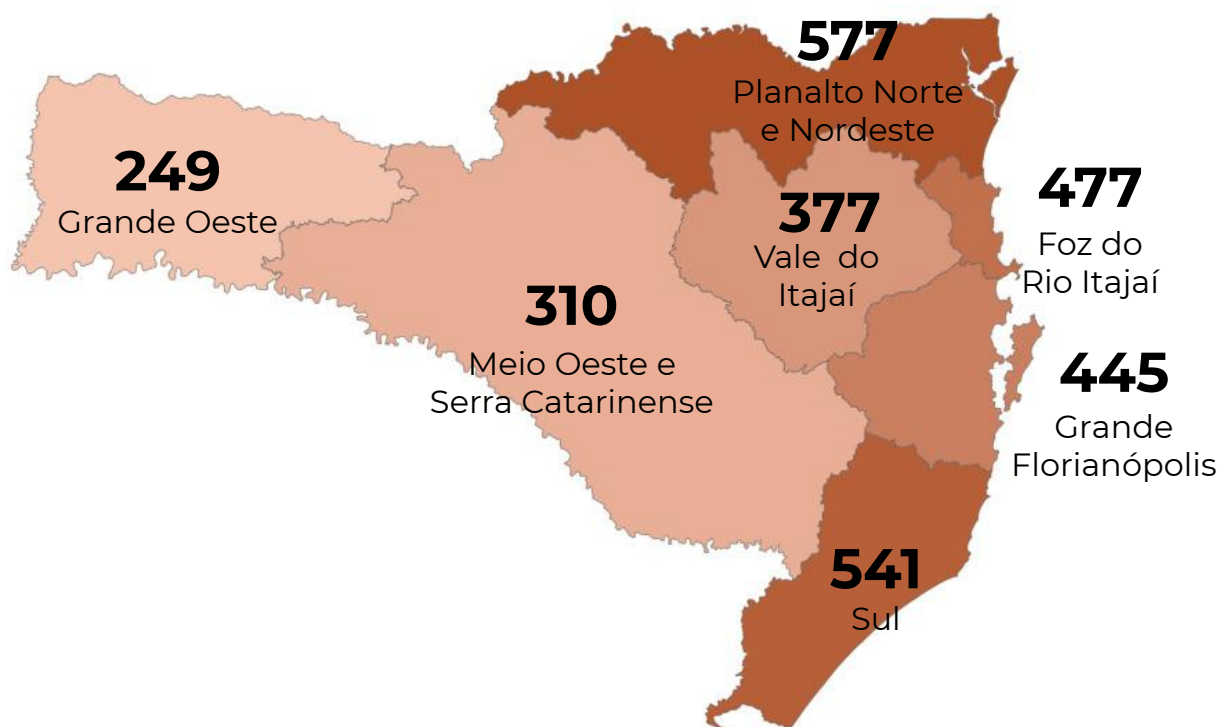 577
Planalto Norte
e Nordeste
249
Grande Oeste
477
Foz do
Rio Itajaí
377
Vale do
Itajaí
310
Meio Oeste e
Serra Catarinense
445
Grande
Florianópolis
541
Sul